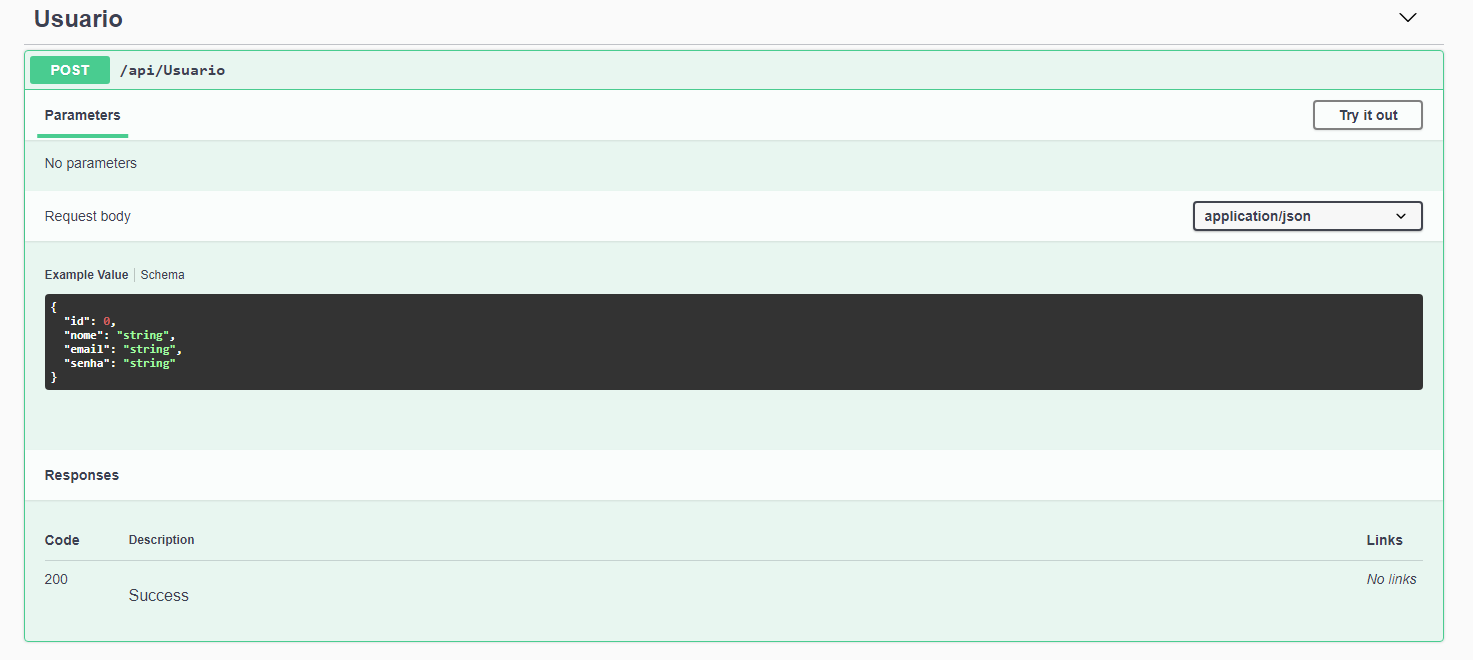 Usuario
POST /api/Usuario
Parameters Try it out
No parameters
Request body application/json
Example Value Schema
{
  "id": 0,
  "nome": "string",
  "email": "string",
  "senha": "string"
}
Responses
Code Description Links
200 Success No links